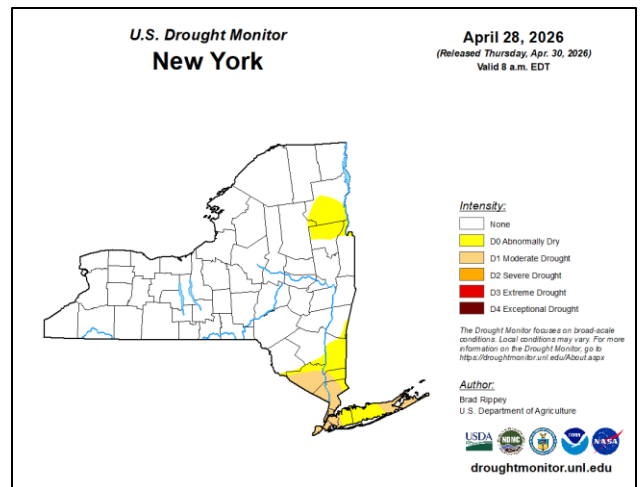 U.S. Drought Monitor
New York
April 28, 2026
(Released Thursday, Apr. 30, 2026)
Valid 8 a.m. EDT
Intensity:
None
D0 Abnormally Dry
D1 Moderate Drought
D2 Severe Drought
D3 Extreme Drought
D4 Exceptional Drought
The Drought Monitor focuses on broad-scale
conditions. Local conditions may vary. For more
information on the Drought Monitor, go to
https://droughtmonitor.unl.edu/About.aspx
Author:
Brad Rippey
U.S. Department of Agriculture
USDA
NDMC
NOAA
NASA
droughtmonitor.unl.edu